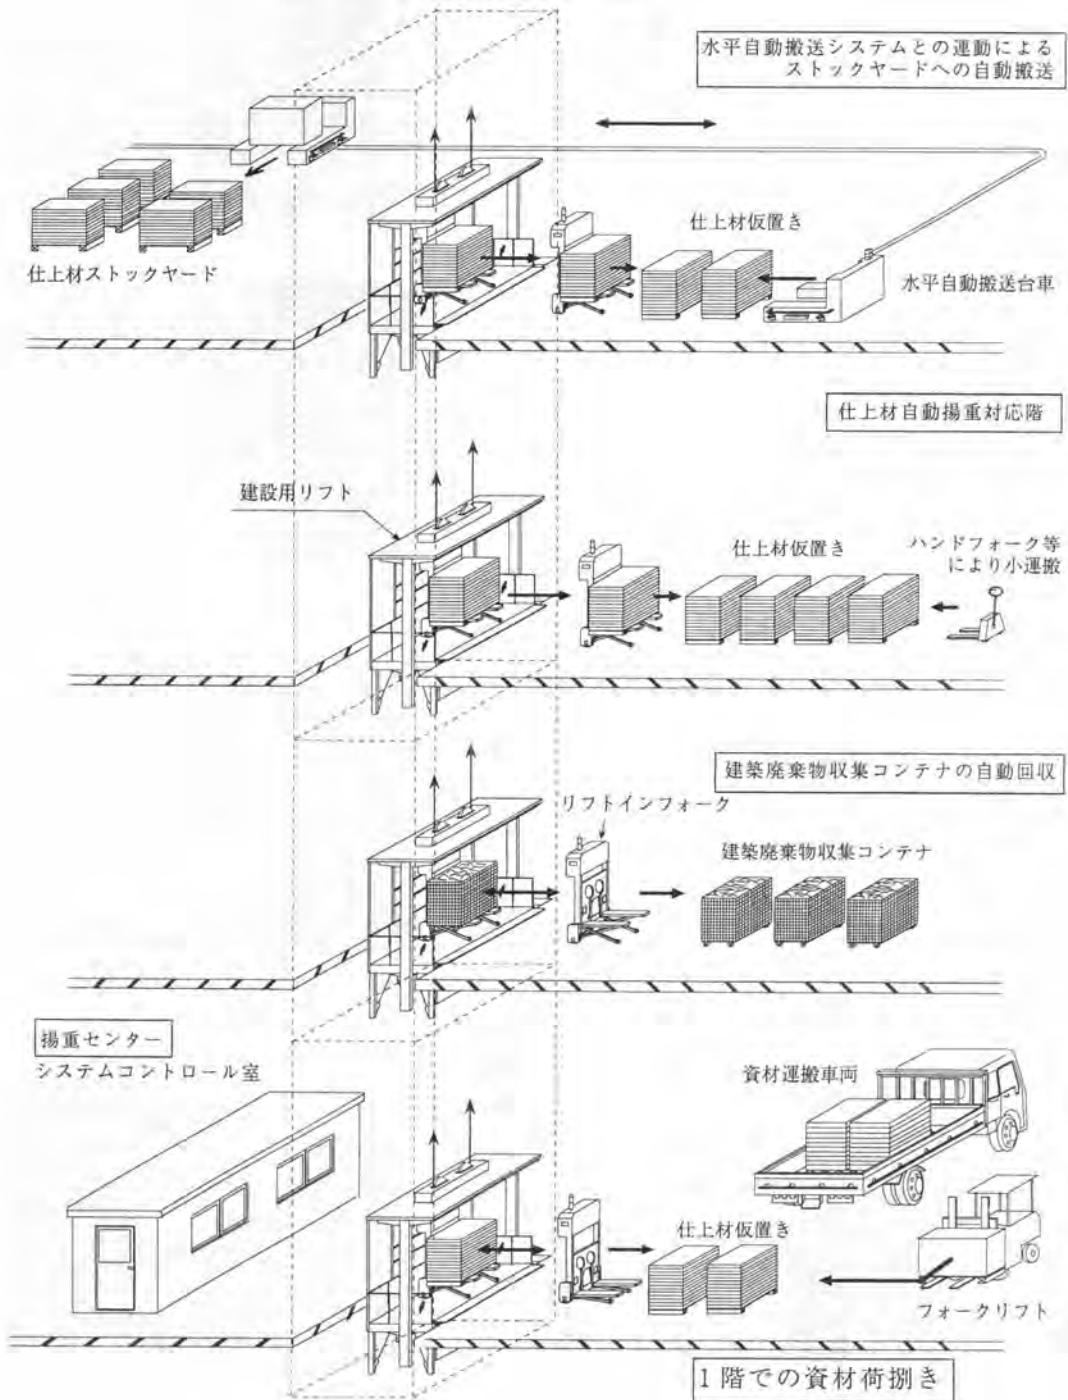 水平自動搬送システムとの運動による
ストックヤードへの自動搬送
仕上材仮置き
仕上材ストックヤード
水平自動搬送台車
仕上材自動揚重対応階
建設用リフト
仕上材仮置き
ハンドフォーク等
により小運搬
建築廃棄物収集コンテナの自動回収
リフトインフォーク
建築廃棄物収集コンテナ
揚重センター
システムコントロール室
資材運搬車両
仕上材仮置き
フォークリフト
1階での資材荷捌き